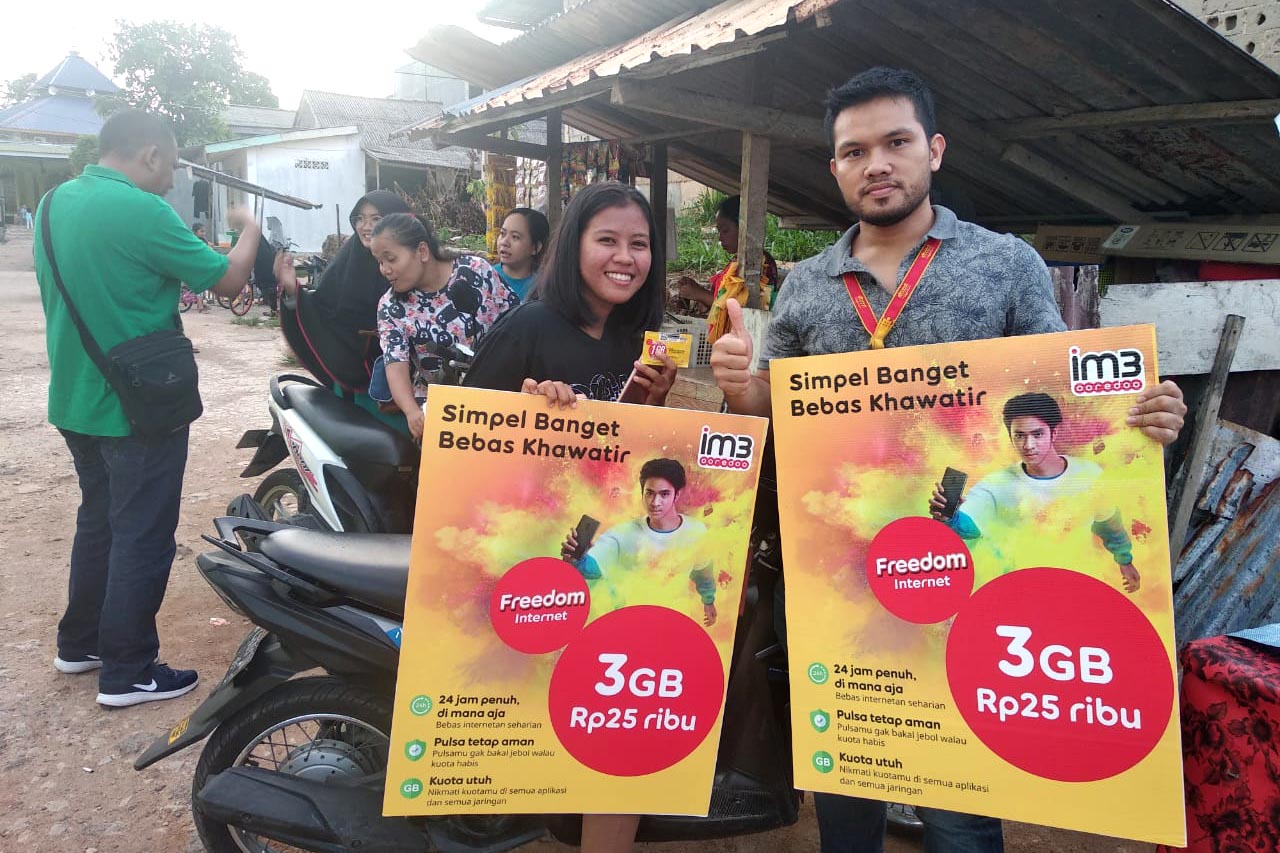 Simpel Banget
Bebas Khawatir
im3
ooredoo
Freedom
Internet
3GB
Rp25 ribu
24h
24 jam penuh,
di mana aja
Bebas internetan seharian
Pulsa tetap aman
Pulsamu gak bakal jebol walau
kuota habis
GB
Kuota utuh
Nikmati kuotamu di semua aplikasi
dan semua jaringan
1GB
Simpel Banget
Bebas Khawatir
im3
ooredoo
Freedom
Internet
3GB
Rp25 ribu
24h
24 jam penuh,
di mana aja
Bebas internetan seharian
Pulsa tetap aman
Pulsamu gak bakal jebol walau
kuota habis
GB
Kuota utuh
Nikmati kuotamu di semua aplikasi
dan semua jaringan